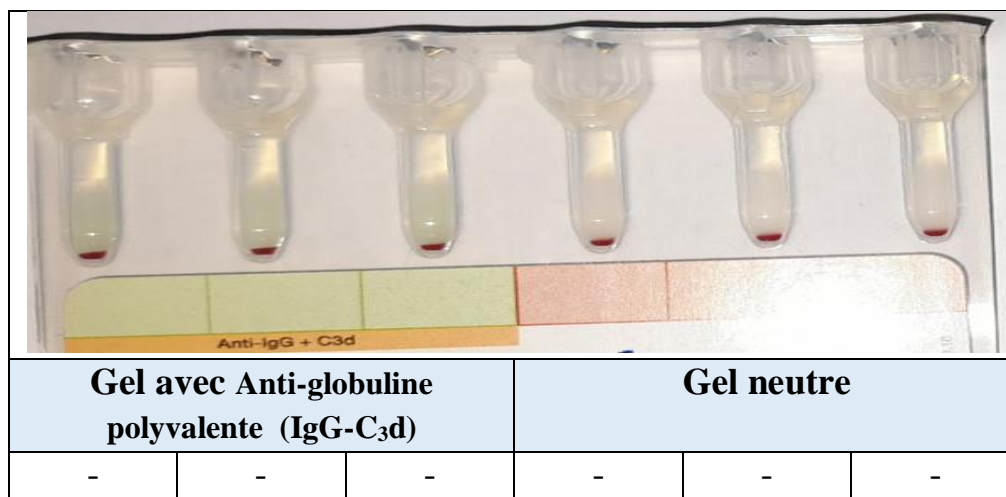 Anti-IgG + C3d
Gel avec Anti-globuline
polyvalente (IgG-C₃d)
Gel neutre
- - - - - -